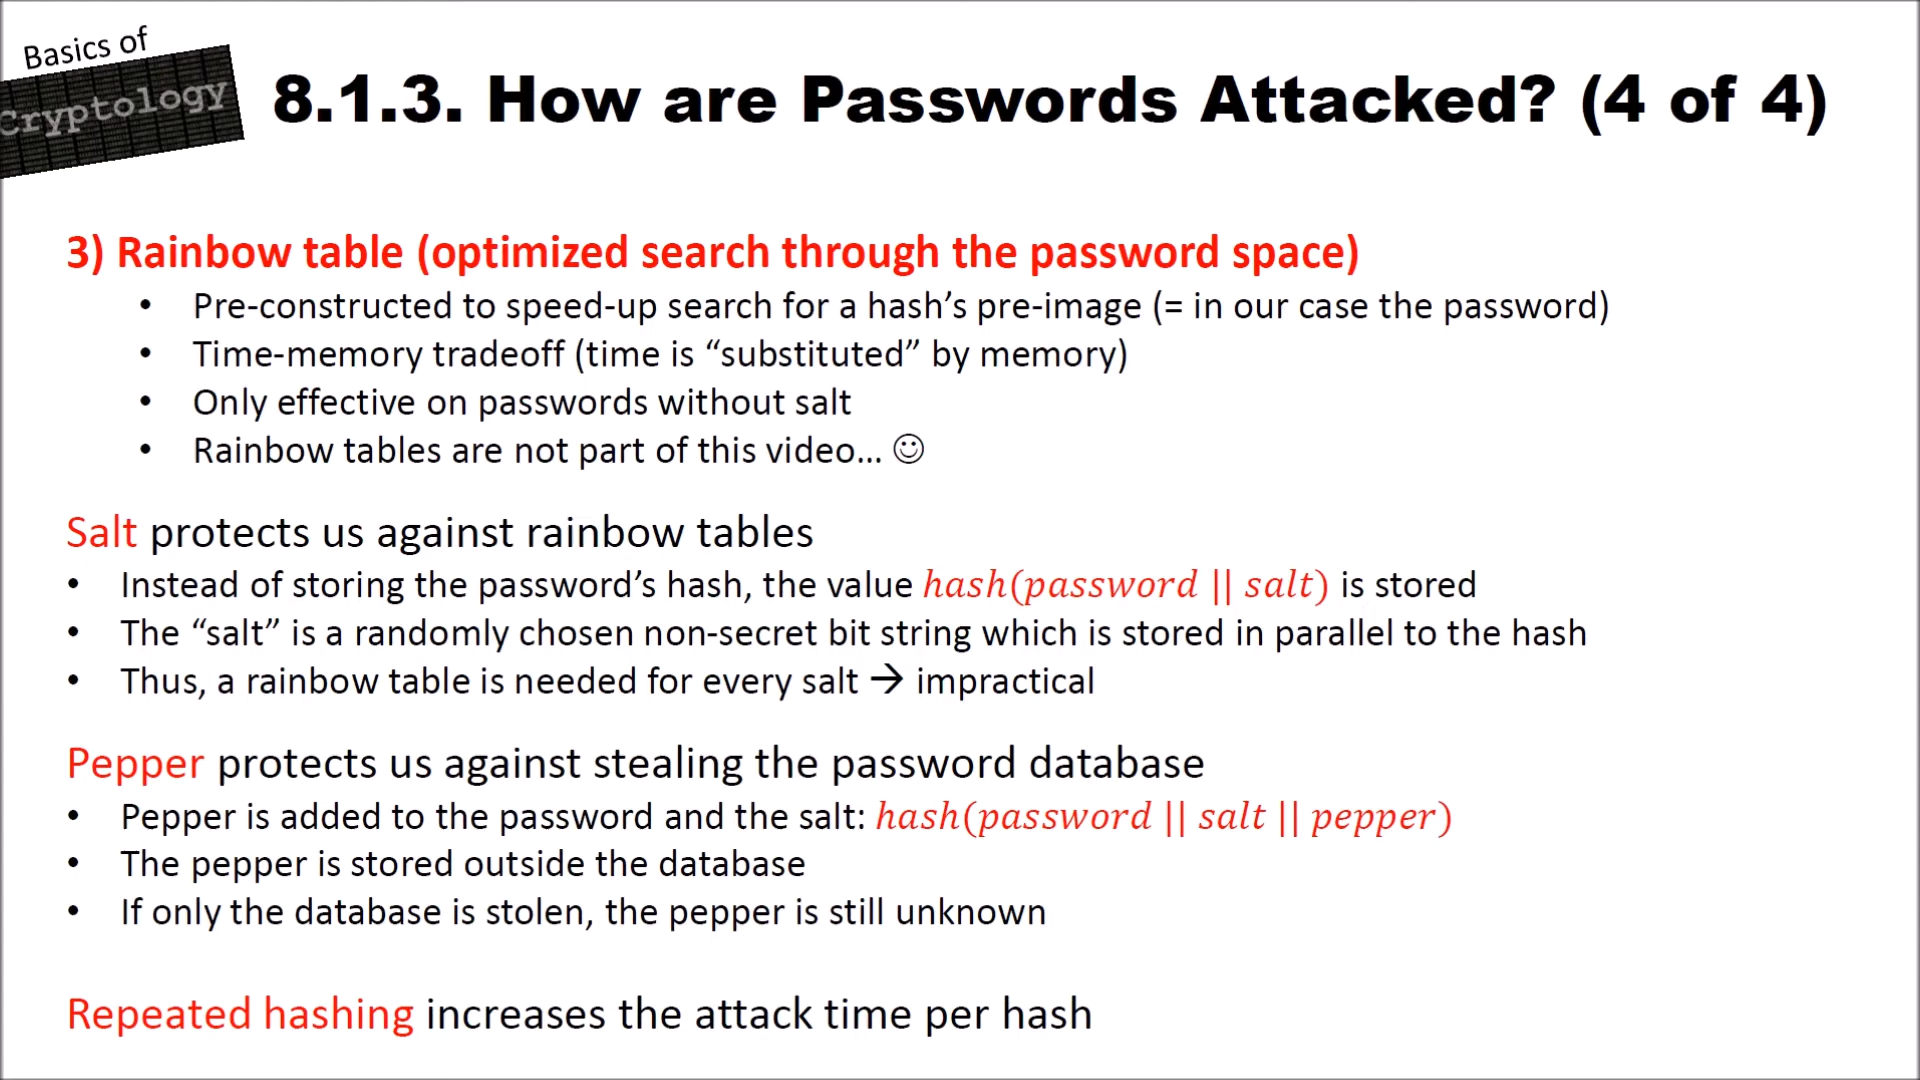 Basics of
Cryptology
8.1.3. How are Passwords Attacked? (4 of 4)
3) Rainbow table (optimized search through the password space)
• Pre-constructed to speed-up search for a hash’s pre-image (= in our case the password)
• Time-memory tradeoff (time is “substituted” by memory)
• Only effective on passwords without salt
• Rainbow tables are not part of this video... ☺
Salt protects us against rainbow tables
• Instead of storing the password’s hash, the value hash(password || salt) is stored
• The “salt” is a randomly chosen non-secret bit string which is stored in parallel to the hash
• Thus, a rainbow table is needed for every salt → impractical
Pepper protects us against stealing the password database
• Pepper is added to the password and the salt: hash(password || salt || pepper)
• The pepper is stored outside the database
• If only the database is stolen, the pepper is still unknown
Repeated hashing increases the attack time per hash